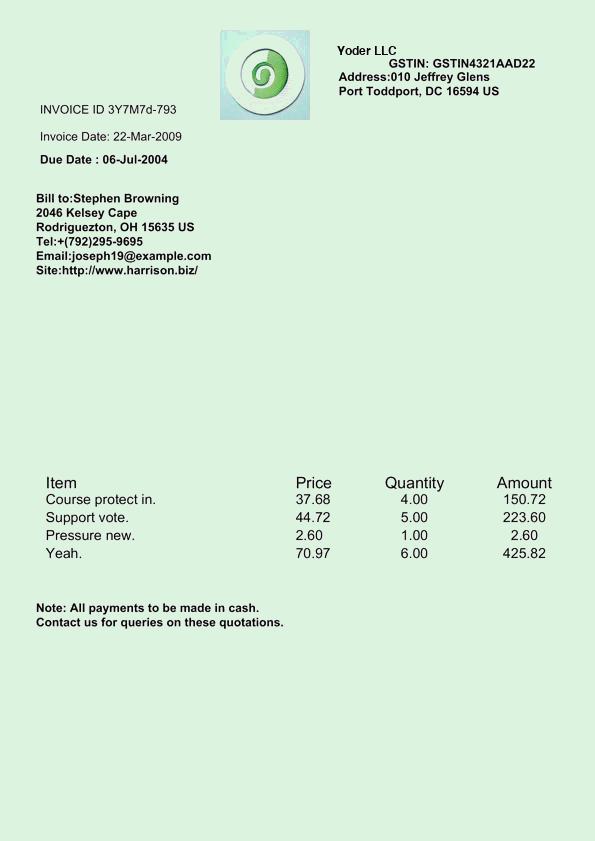 Yoder LLC
GSTIN: GSTIN4321AAD22
Address:010 Jeffrey Glens
Port Toddport, DC 16594 US
INVOICE ID 3Y7M7d-793
Invoice Date: 22-Mar-2009
Due Date : 06-Jul-2004
Bill to:Stephen Browning
2046 Kelsey Cape
Rodriguezton, OH 15635 US
Tel:+(792)295-9695
Email:joseph19@example.com
Site:http://www.harrison.biz/
Item Price Quantity Amount
Course protect in. 37.68 4.00 150.72
Support vote. 44.72 5.00 223.60
Pressure new. 2.60 1.00 2.60
Yeah. 70.97 6.00 425.82
Note: All payments to be made in cash.
Contact us for queries on these quotations.